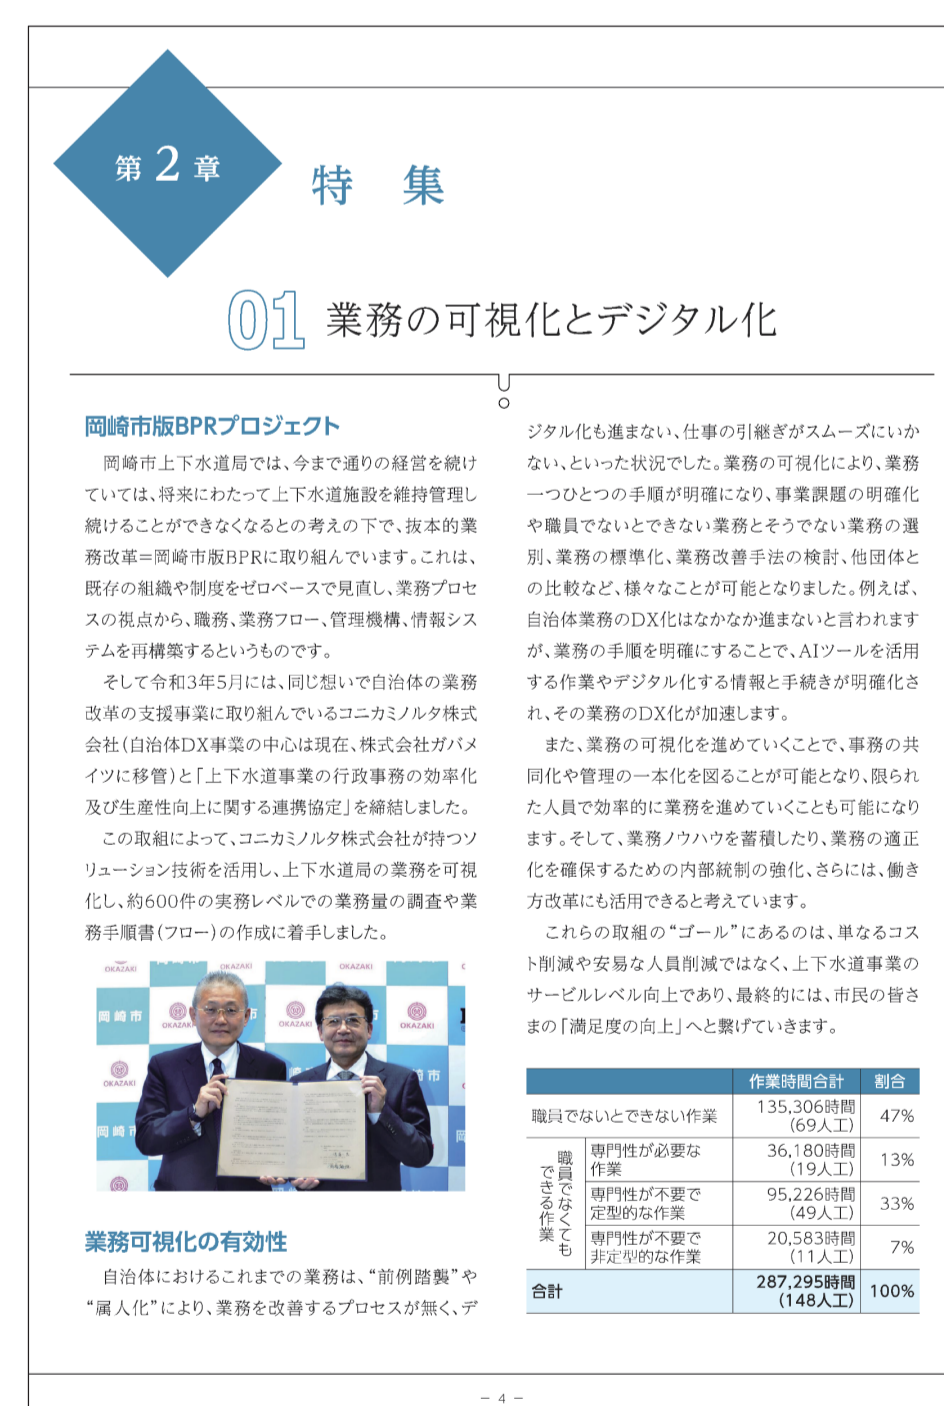 第2章
特 集
01 業務の可視化とデジタル化
岡崎市版BPRプロジェクト
岡崎市上下水道局では、今まで通りの経営を続け
ていては、将来にわたって上下水道施設を維持管理し
続けることができなくなるとの考えの下で、抜本的業
務改革＝岡崎市版BPRに取り組んでいます。これは、
既存の組織や制度をゼロベースで見直し、業務プロセ
スの視点から、職務、業務フロー、管理機構、情報シス
テムを再構築するというものです。
そして令和3年5月には、同じ想いで自治体の業務
改革の支援事業に取り組んでいるコニカミノルタ株式
会社（自治体DX事業の中心は現在、株式会社ガバメ
イツに移管）と「上下水道事業の行政事務の効率化
及び生産性向上に関する連携協定」を締結しました。
この取組によって、コニカミノルタ株式会社が持つソ
リューション技術を活用し、上下水道局の業務を可視
化し、約600件の実務レベルでの業務量の調査や業
務手順書（フロー）の作成に着手しました。
OKAZAKI
OKAZAKI
OKAZAKI
岡崎市
OKAZAKI
OKAZAKI
OKAZAKI
OKAZAKI
業務可視化の有効性
自治体におけるこれまでの業務は、“前例踏襲”や
“属人化”により、業務を改善するプロセスが無く、デ
ジタル化も進まない、仕事の引継ぎがスムーズにいか
ない、といった状況でした。業務の可視化により、業務
一つひとつの手順が明確になり、事業課題の明確化
や職員でないとできない業務とそうでない業務の選
別、業務の標準化、業務改善手法の検討、他団体と
の比較など、様々なことが可能となりました。例えば、
自治体業務のDX化はなかなか進まないと言われます
が、業務の手順を明確にすることで、AIツールを活用
する作業やデジタル化する情報と手続きが明確化さ
れ、その業務のDX化が加速します。
また、業務の可視化を進めていくことで、事務の共
同化や管理の一本化を図ることが可能となり、限られ
た人員で効率的に業務を進めていくことも可能になり
ます。そして、業務ノウハウを蓄積したり、業務の適正
化を確保するための内部統制の強化、さらには、働き
方改革にも活用できると考えています。
これらの取組の“ゴール”にあるのは、単なるコス
ト削減や安易な人員削減ではなく、上下水道事業の
サービルレベル向上であり、最終的には、市民の皆さ
まの「満足度の向上」へと繋げていきます。
作業時間合計 割合
職員でないとできない作業 135,306時間 47%
（69人工）
職員でなくても
できる作業
専門性が必要な 36,180時間 13%
作業 （19人工）
専門性が不要で 95,226時間 33%
定型的な作業 （49人工）
専門性が不要で 20,583時間 7%
非定型的な作業 （11人工）
合計 287,295時間 100%
（148人工）
－ 4 －